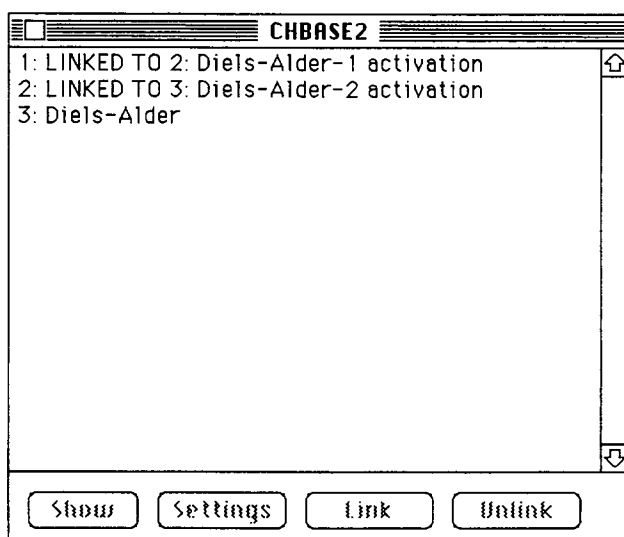 CHBASE2
1: LINKED TO 2: Diels-Alder-1 activation
2: LINKED TO 3: Diels-Alder-2 activation
3: Diels-Alder
Show Settings Link Unlink